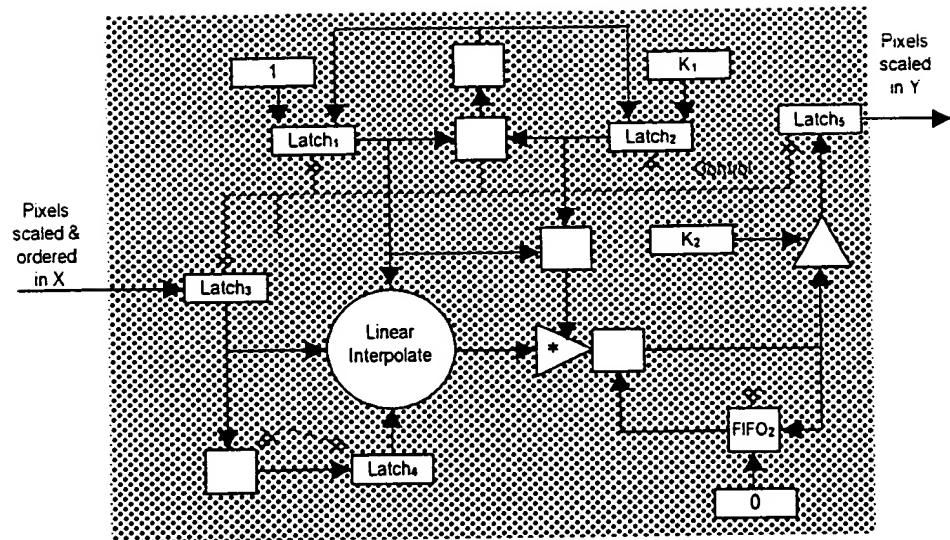 1
K₁
Pixels
scaled
in Y
Latch₁
Latch₂
Latch₅
Control
Pixels
scaled &
ordered
in X
K₂
Latch₃
Linear
Interpolate
*
Latch₄
FIFO₂
0